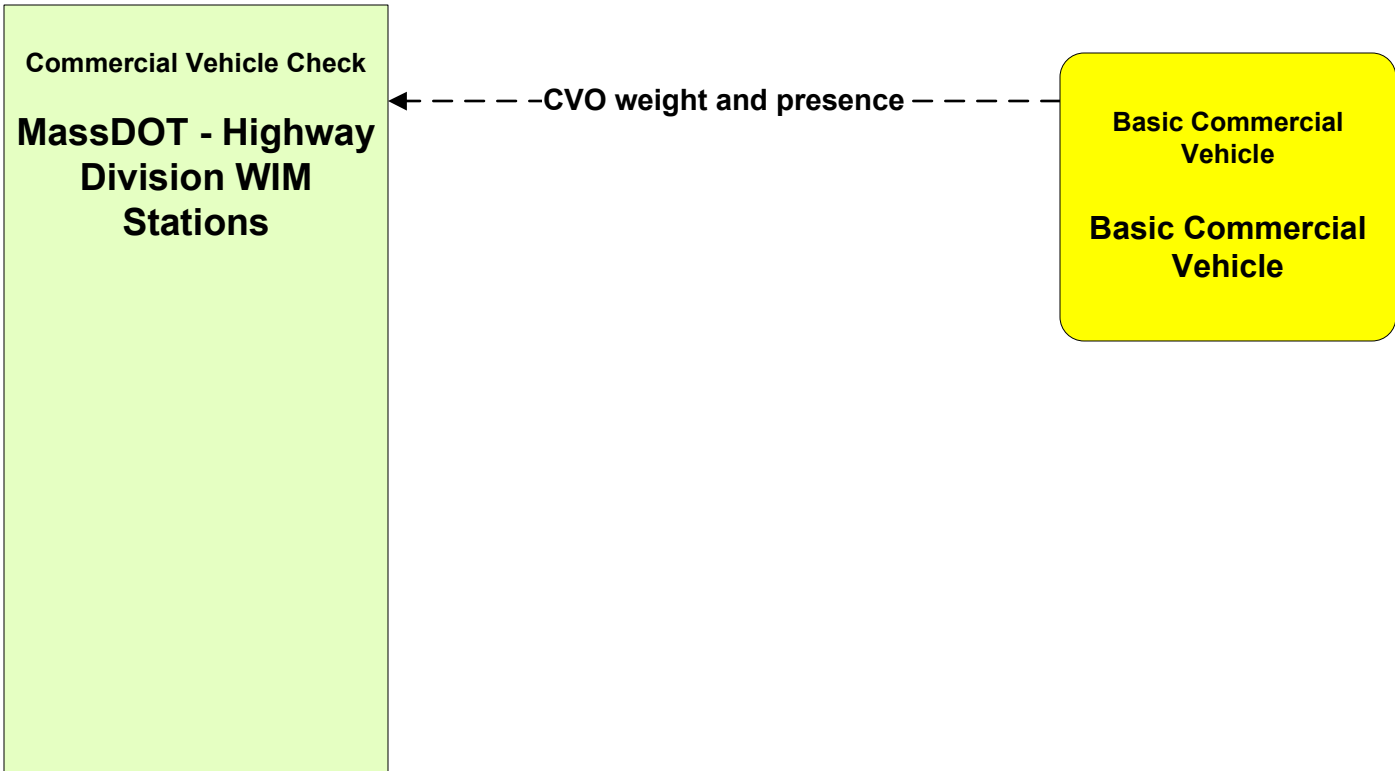 Commercial Vehicle Check
MassDOT - Highway
Division WIM
Stations
CVO weight and presence
Basic Commercial
Vehicle
Basic Commercial
Vehicle